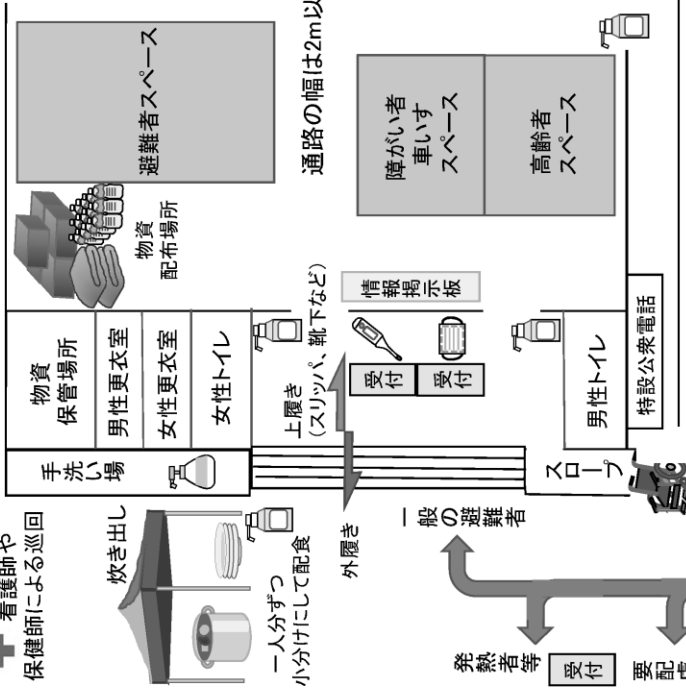 看護師や
保健師による巡回
炊き出し
一人分ずつ
小分けにして配食
手洗い場
物資
保管場所
男性更衣室
女性更衣室
女性トイレ
物資
配布場所
避難者スペース
通路の幅は2m以
上履き
(スリッパ、靴下など)
外履き
情報
掲示板
受付
受付
障がい者
車いす
スペース
高齢者
スペース
男性トイレ
スロープ
特設公衆電話
一般の避難者
発熱者等
受付
要配慮